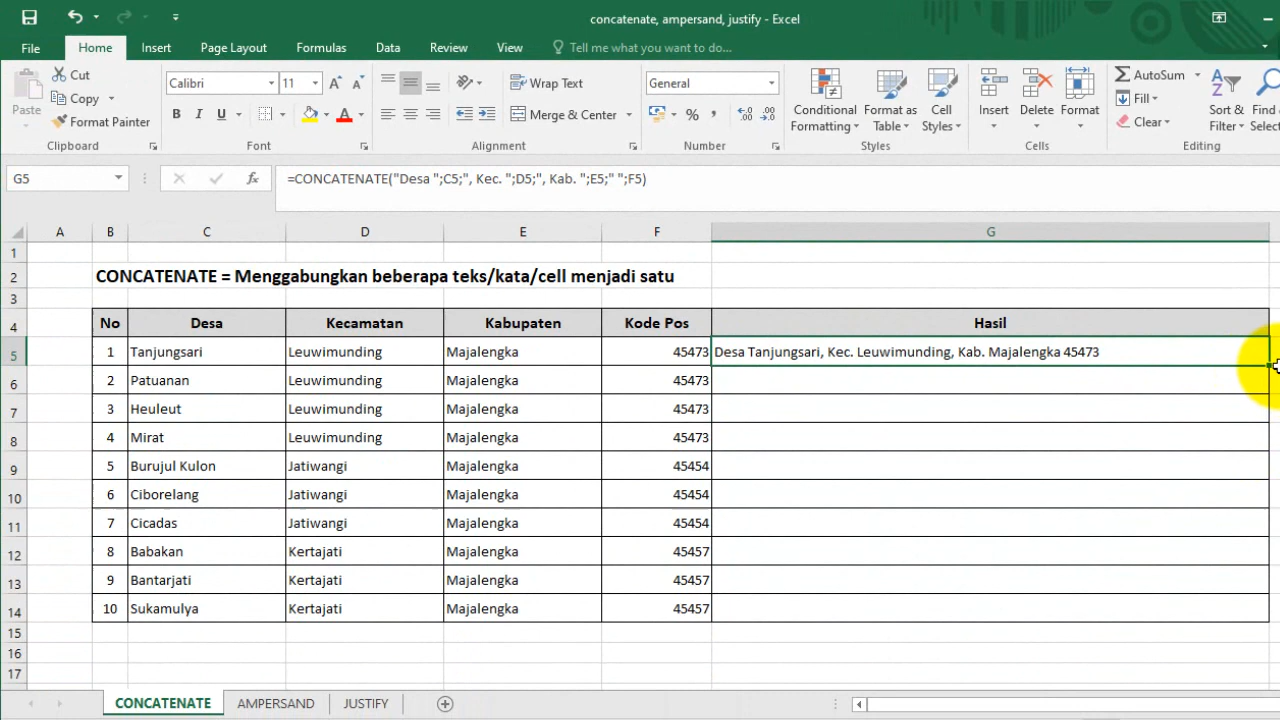 concatenate, ampersand, justify - Excel
File Home Insert Page Layout Formulas Data Review View Tell me what you want to do...
Paste
Cut
Copy
Format Painter
Clipboard
Calibri 11
B I U
Font
Wrap Text
Merge & Center
Alignment
General
%
Number
Conditional Formatting
Format as Table
Cell Styles
Styles
Insert Delete Format
Cells
AutoSum
Fill
Clear
Sort & Filter
Find
Select
Editing
G5 fx =CONCATENATE("Desa ";C5;", Kec. ";D5;", Kab. ";E5;" ";F5)
A B C D E F G
1
2 CONCATENATE = Menggabungkan beberapa teks/kata/cell menjadi satu
3
4 No Desa Kecamatan Kabupaten Kode Pos Hasil
5 1 Tanjungsari Leuwimunding Majalengka 45473 Desa Tanjungsari, Kec. Leuwimunding, Kab. Majalengka 45473
6 2 Patuanan Leuwimunding Majalengka 45473
7 3 Heuleut Leuwimunding Majalengka 45473
8 4 Mirat Leuwimunding Majalengka 45473
9 5 Burujul Kulon Jatiwangi Majalengka 45454
10 6 Ciborelang Jatiwangi Majalengka 45454
11 7 Cicadas Jatiwangi Majalengka 45454
12 8 Babakan Kertajati Majalengka 45457
13 9 Bantarjati Kertajati Majalengka 45457
14 10 Sukamulya Kertajati Majalengka 45457
15
16
17
CONCATENATE AMPERSAND JUSTIFY